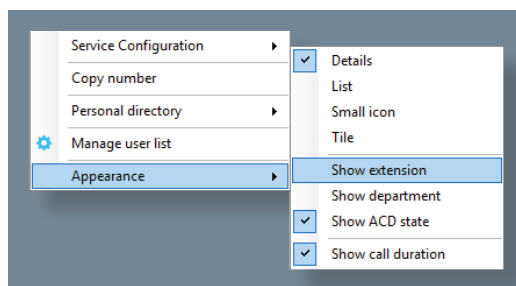 Service Configuration
Copy number
Personal directory
Manage user list
Appearance
Details
List
Small icon
Tile
Show extension
Show department
Show ACD state
Show call duration